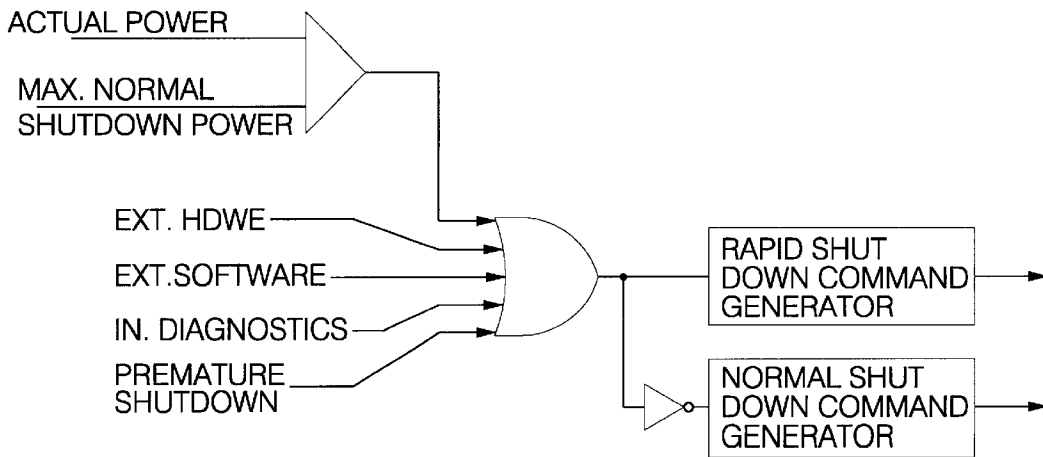 ACTUAL POWER
MAX. NORMAL
SHUTDOWN POWER
EXT. HDWE
EXT.SOFTWARE
IN. DIAGNOSTICS
PREMATURE
SHUTDOWN
RAPID SHUT
DOWN COMMAND
GENERATOR
NORMAL SHUT
DOWN COMMAND
GENERATOR